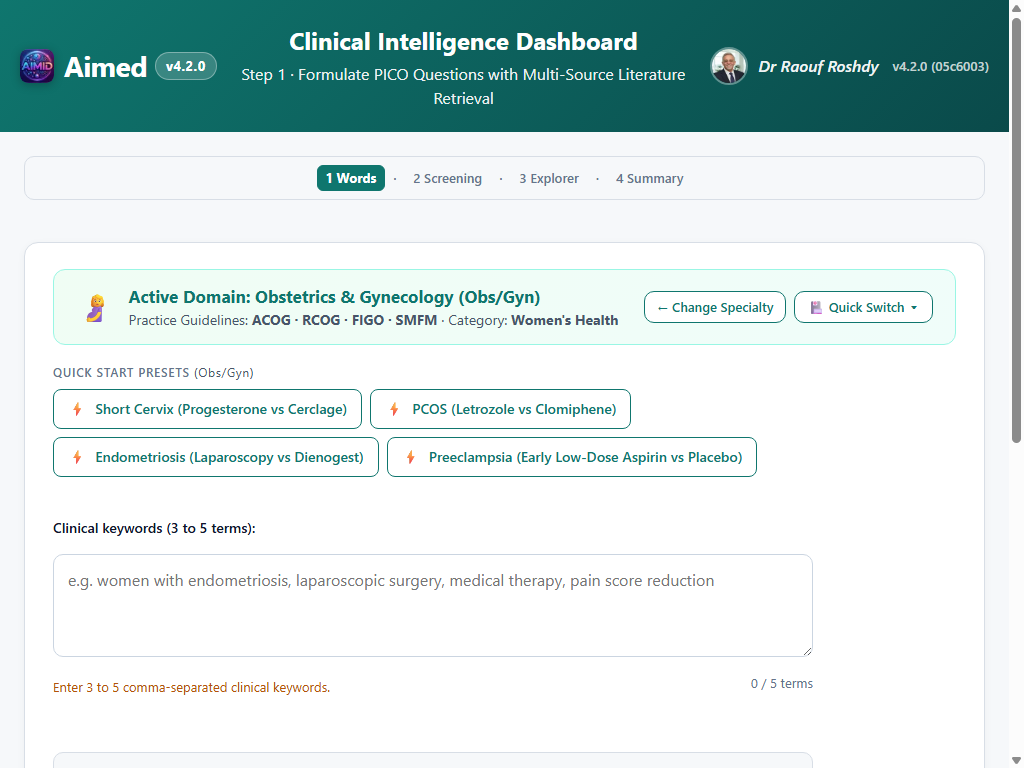 AIMID
Aimed
v4.2.0
Clinical Intelligence Dashboard
Step 1 · Formulate PICO Questions with Multi-Source Literature
Retrieval
Dr Raouf Roshdy
v4.2.0 (05c6003)
1 Words · 2 Screening · 3 Explorer · 4 Summary
Active Domain: Obstetrics & Gynecology (Obs/Gyn)
Practice Guidelines: ACOG · RCOG · FIGO · SMFM · Category: Women's Health
← Change Specialty
Quick Switch
QUICK START PRESETS (Obs/Gyn)
Short Cervix (Progesterone vs Cerclage)
PCOS (Letrozole vs Clomiphene)
Endometriosis (Laparoscopy vs Dienogest)
Preeclampsia (Early Low-Dose Aspirin vs Placebo)
Clinical keywords (3 to 5 terms):
e.g. women with endometriosis, laparoscopic surgery, medical therapy, pain score reduction
Enter 3 to 5 comma-separated clinical keywords.
0 / 5 terms